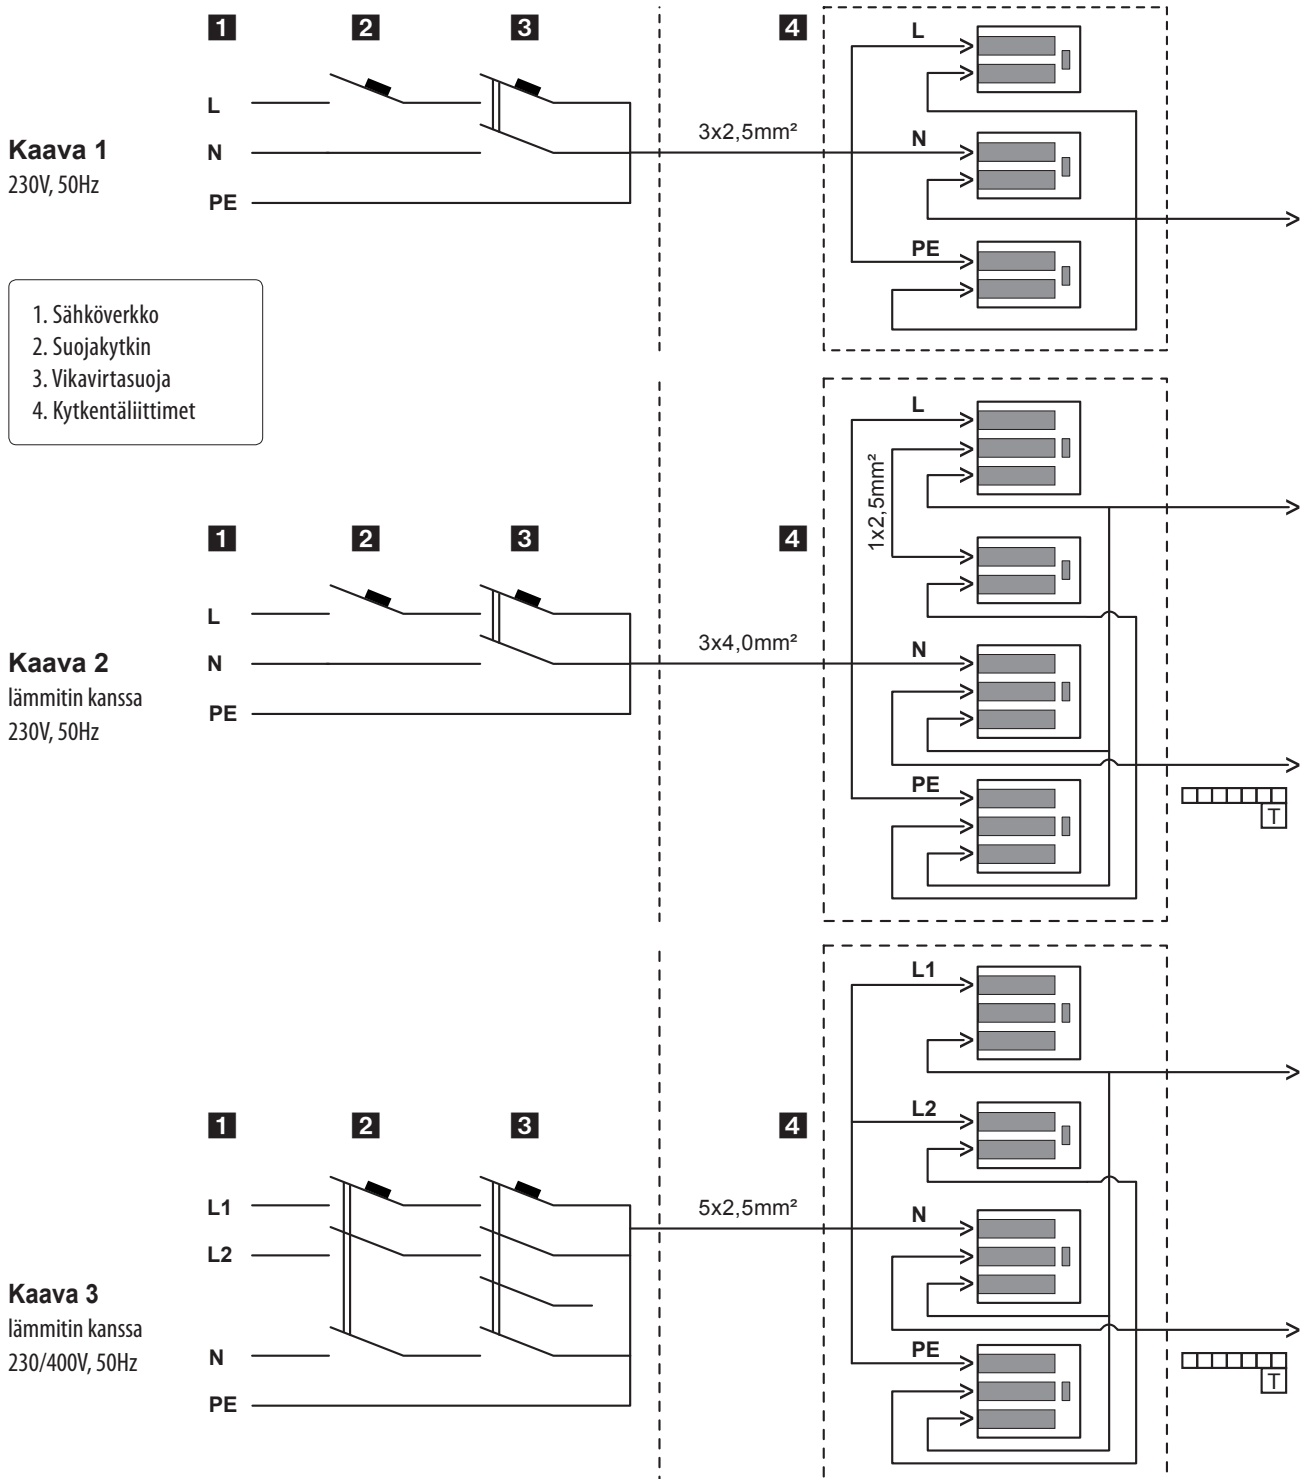 1 2 3 4
L
L
Kaava 1
230V, 50Hz
N
3x2,5mm²
N
PE
PE
1. Sähköverkko
2. Suojakytkin
3. Vikavirtasuoja
4. Kytkentäliittimet
L
1x2,5mm²
1 2 3 4
L
Kaava 2
lämmitin kanssa
230V, 50Hz
N
3x4,0mm²
N
PE
PE
T
L1
L2
1 2 3 4
L1
5x2,5mm²
N
L2
Kaava 3
lämmitin kanssa
230/400V, 50Hz
N
PE
PE
T